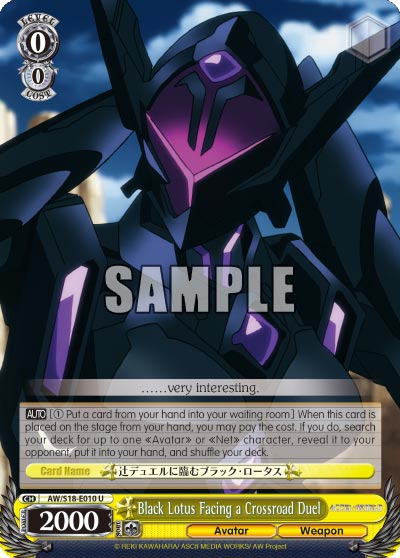 LEVEL
0
0
COST
SAMPLE
……very interesting.
AUTO [① Put a card from your hand into your waiting room] When this card is
placed on the stage from your hand, you may pay the cost. If you do, search
your deck for up to one «Avatar» or «Net» character, reveal it to your
opponent, put it into your hand, and shuffle your deck.
Card Name 辻デュエルに臨むブラック・ロータス
CH AW/S18-E010 U Black Lotus Facing a Crossroad Duel
2000 Avatar Weapon
© REKI KAWAHARA/ ASCII MEDIA WORKS/ AW Project